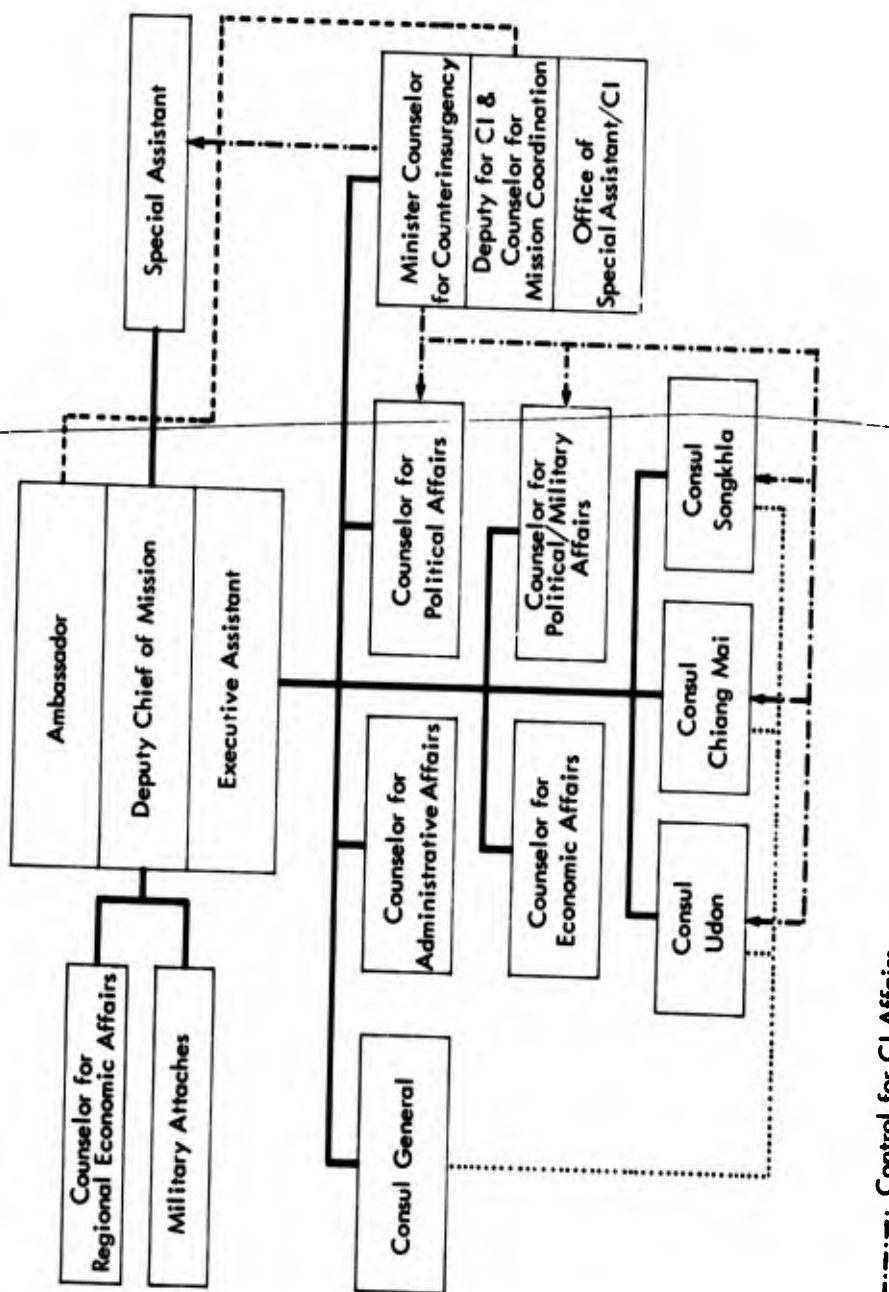 Ambassador
Deputy Chief of Mission
Executive Assistant
Special Assistant
Counselor for
Regional Economic Affairs
Military Attaches
Minister Counselor
for Counterinsurgency
Deputy for CI &
Counselor for
Mission Coordination
Office of
Special Assistant/CI
Consul General
Counselor for
Administrative Affairs
Counselor for
Political Affairs
Counselor for
Economic Affairs
Counselor for
Political/Military
Affairs
Consul
Udon
Consul
Chiang Mai
Consul
Songkhla
Control for CI Affairs